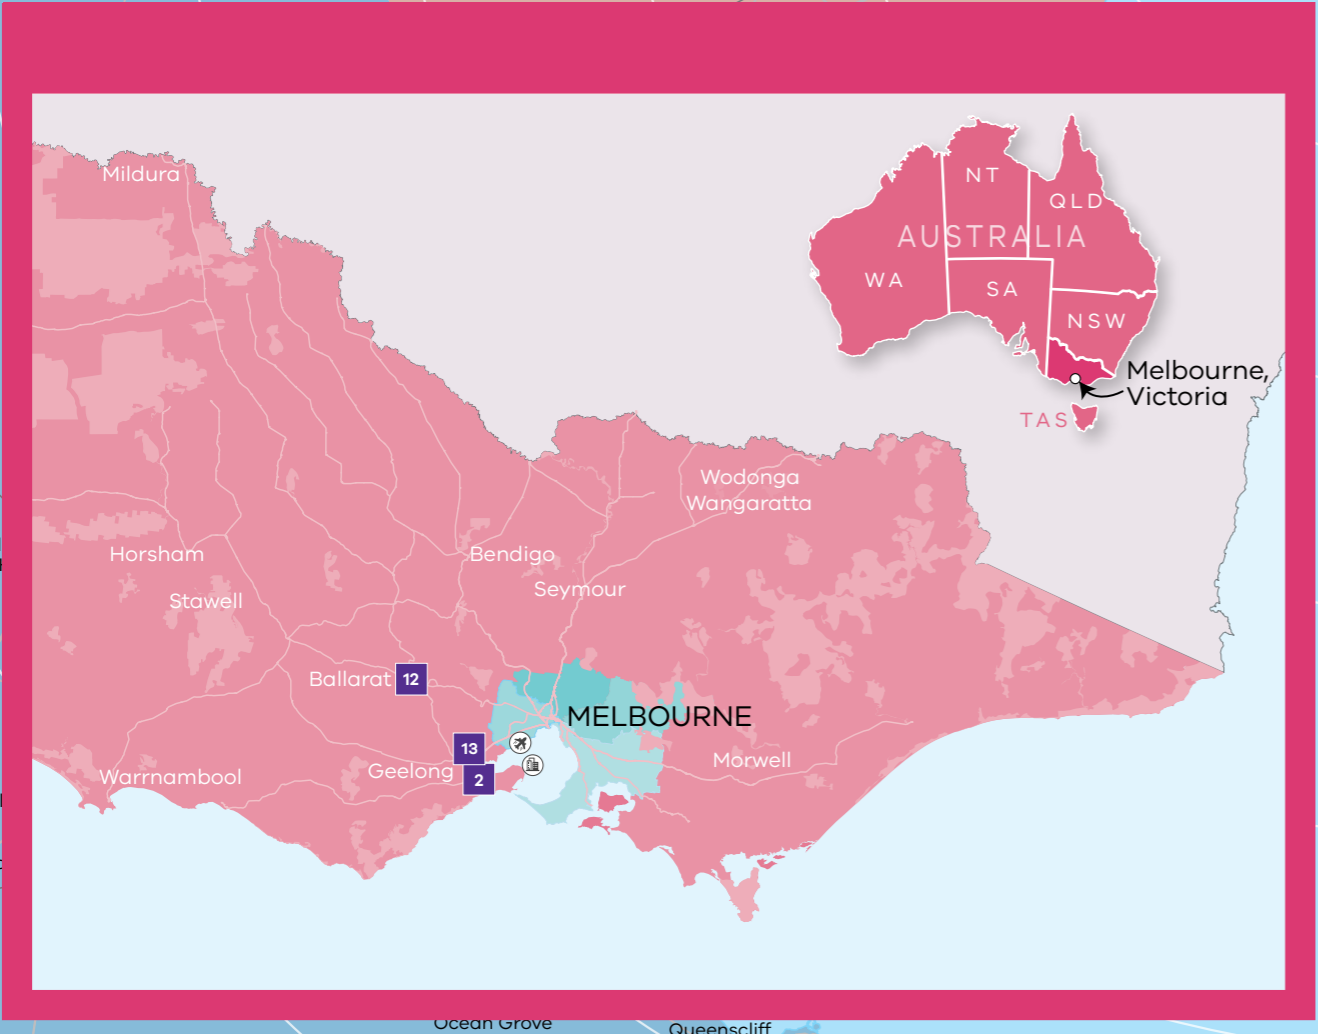 Mildura
NT
QLD
AUSTRALIA
WA
SA
NSW
Melbourne,
Victoria
TAS
Wodonga
Wangaratta
Horsham
Bendigo
Seymour
Stawell
Ballarat 12
MELBOURNE
13
Geelong
2
Morwell
Warrnambool
Ocean Grove
Queenscliff